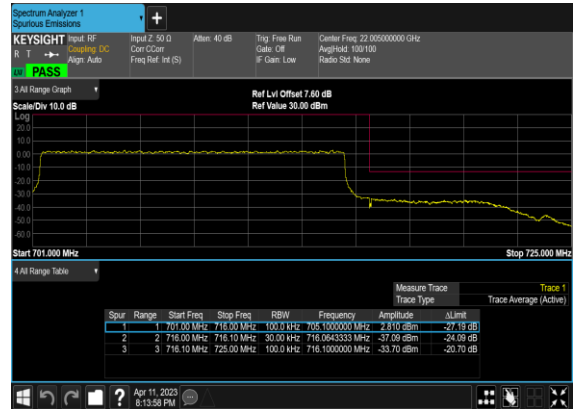 Spectrum Analyzer 1
Spurious Emissions
KEYSIGHT Input: RF Input Z: 50 Ω Atten: 40 dB Trig: Free Run Center Freq: 22.005000000 GHz
R T Coupling: DC Corr CCorr Gate: Off Avg|Hold: 100/100
Align: Auto Freq Ref: Int (S) IF Gain: Low Radio Std: None
PASS
3 All Range Graph
Ref Lvl Offset 7.60 dB
Scale/Div 10.0 dB Ref Value 30.00 dBm
Log
20.0
10.0
0.00
-10.0
-20.0
-30.0
-40.0
-50.0
-60.0
Start 701.000 MHz Stop 725.000 MHz
4 All Range Table
Measure Trace Trace 1
Trace Type Trace Average (Active)
Spur Range Start Freq Stop Freq RBW Frequency Amplitude ΔLimit
1 1 701.00 MHz 716.00 MHz 100.0 kHz 705.1000000 MHz 2.810 dBm -27.19 dB
2 2 716.00 MHz 716.10 MHz 30.00 kHz 716.0643333 MHz -37.09 dBm -24.09 dB
3 3 716.10 MHz 725.00 MHz 100.0 kHz 716.1000000 MHz -33.70 dBm -20.70 dB
? Apr 11, 2023
8:13:58 PM